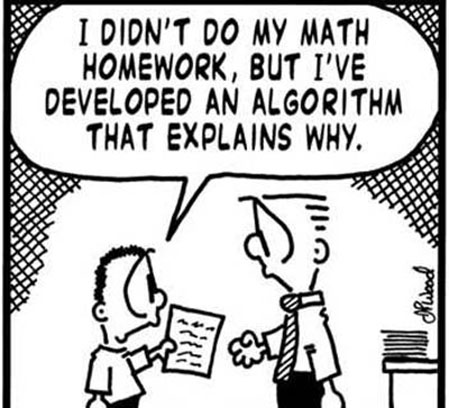 I DIDN'T DO MY MATH
HOMEWORK, BUT I'VE
DEVELOPED AN ALGORITHM
THAT EXPLAINS WHY.